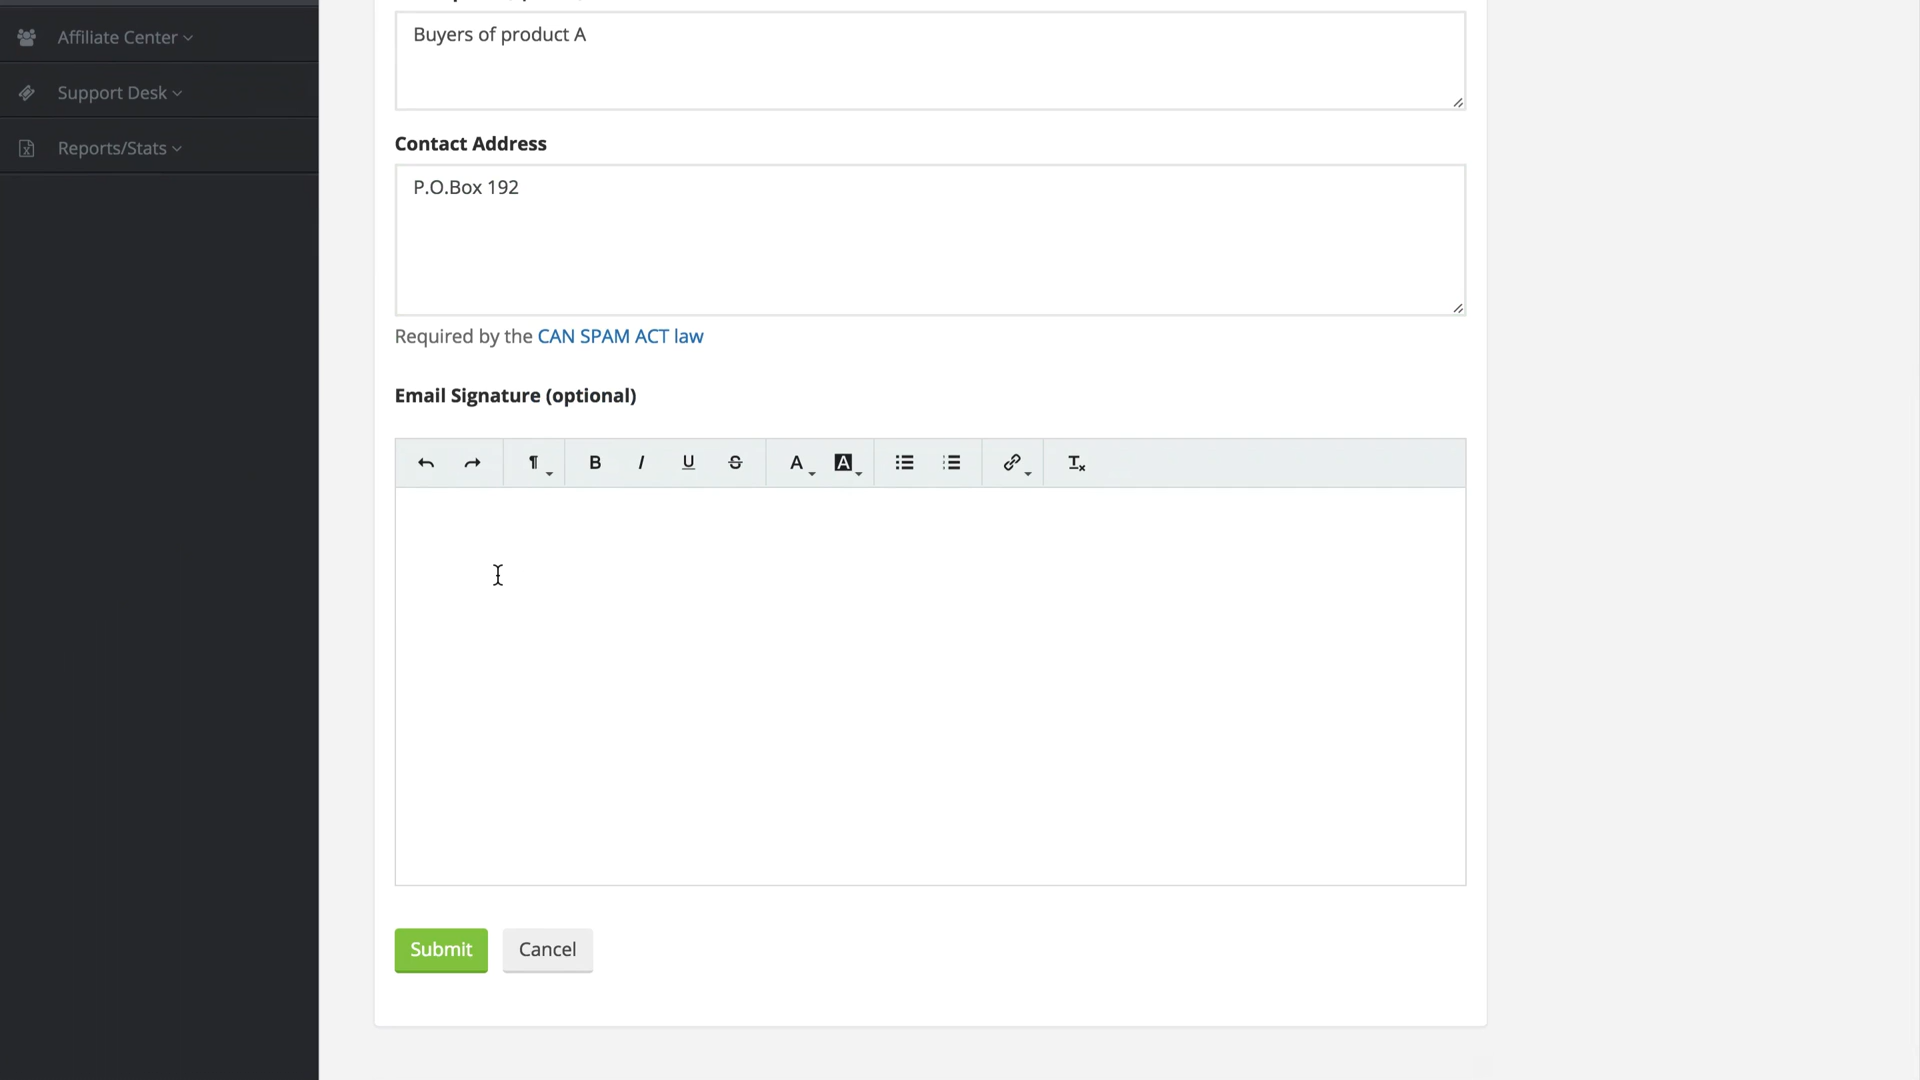 Affiliate Center
Support Desk
Reports/Stats
Buyers of product A
Contact Address
P.O.Box 192
Required by the CAN SPAM ACT law
Email Signature (optional)
Submit
Cancel